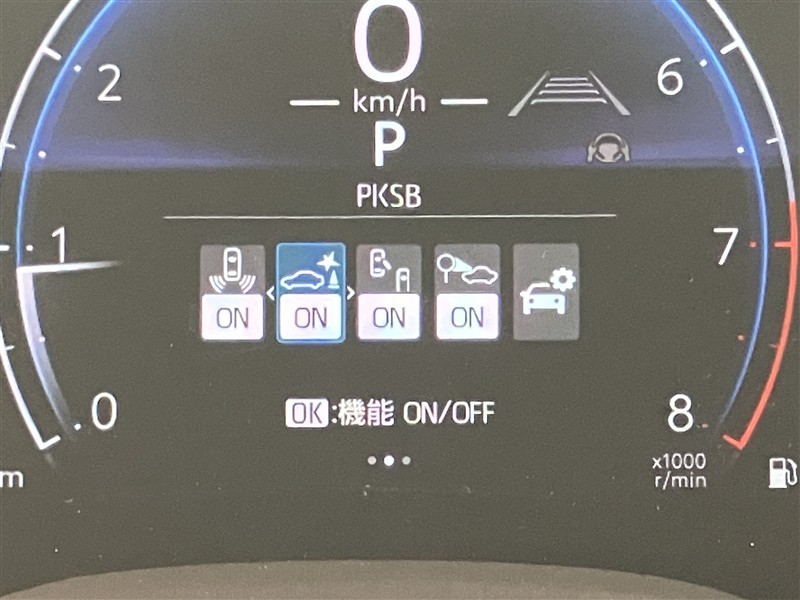 0
2
6
km/h
P
PKSB
1
7
ON ON ON ON
0
OK:機能 ON/OFF
8
x1000
r/min
m